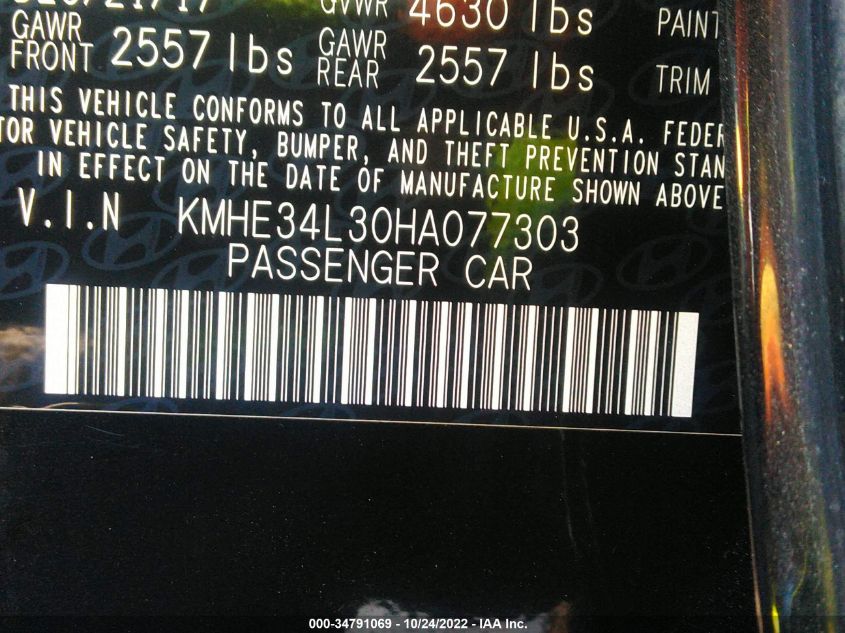 GVWR 4630 lbs PAINT
GAWR FRONT 2557 lbs GAWR REAR 2557 lbs TRIM
THIS VEHICLE CONFORMS TO ALL APPLICABLE U.S.A. FEDER
TOR VEHICLE SAFETY, BUMPER, AND THEFT PREVENTION STAN
IN EFFECT ON THE DATE OF MANUFACTURE SHOWN ABOVE
V.I.N KMHE34L30HA077303
PASSENGER CAR
000-34791069 - 10/24/2022 - IAA Inc.